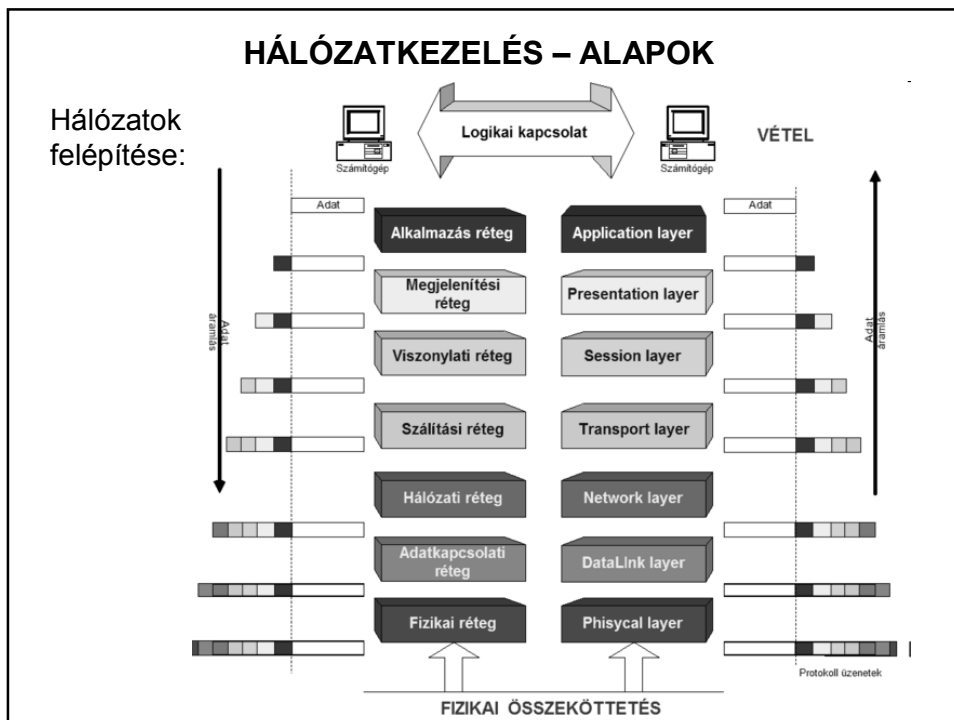 HÁLÓZATKEZELÉS – ALAPOK
Hálózatok
felépítése:
Logikai kapcsolat
VÉTEL
Számítógép
Számítógép
Adat
Adat
Alkalmazás réteg
Application layer
Megjelenítési
réteg
Presentation layer
Adat
áramlás
Adat
áramlás
Viszonylati réteg
Session layer
Szálítási réteg
Transport layer
Hálózati réteg
Network layer
Adatkapcsolati
réteg
DataLink layer
Fizikai réteg
Phisycal layer
Protokoll üzenetek
FIZIKAI ÖSSZEKÖTTETÉS